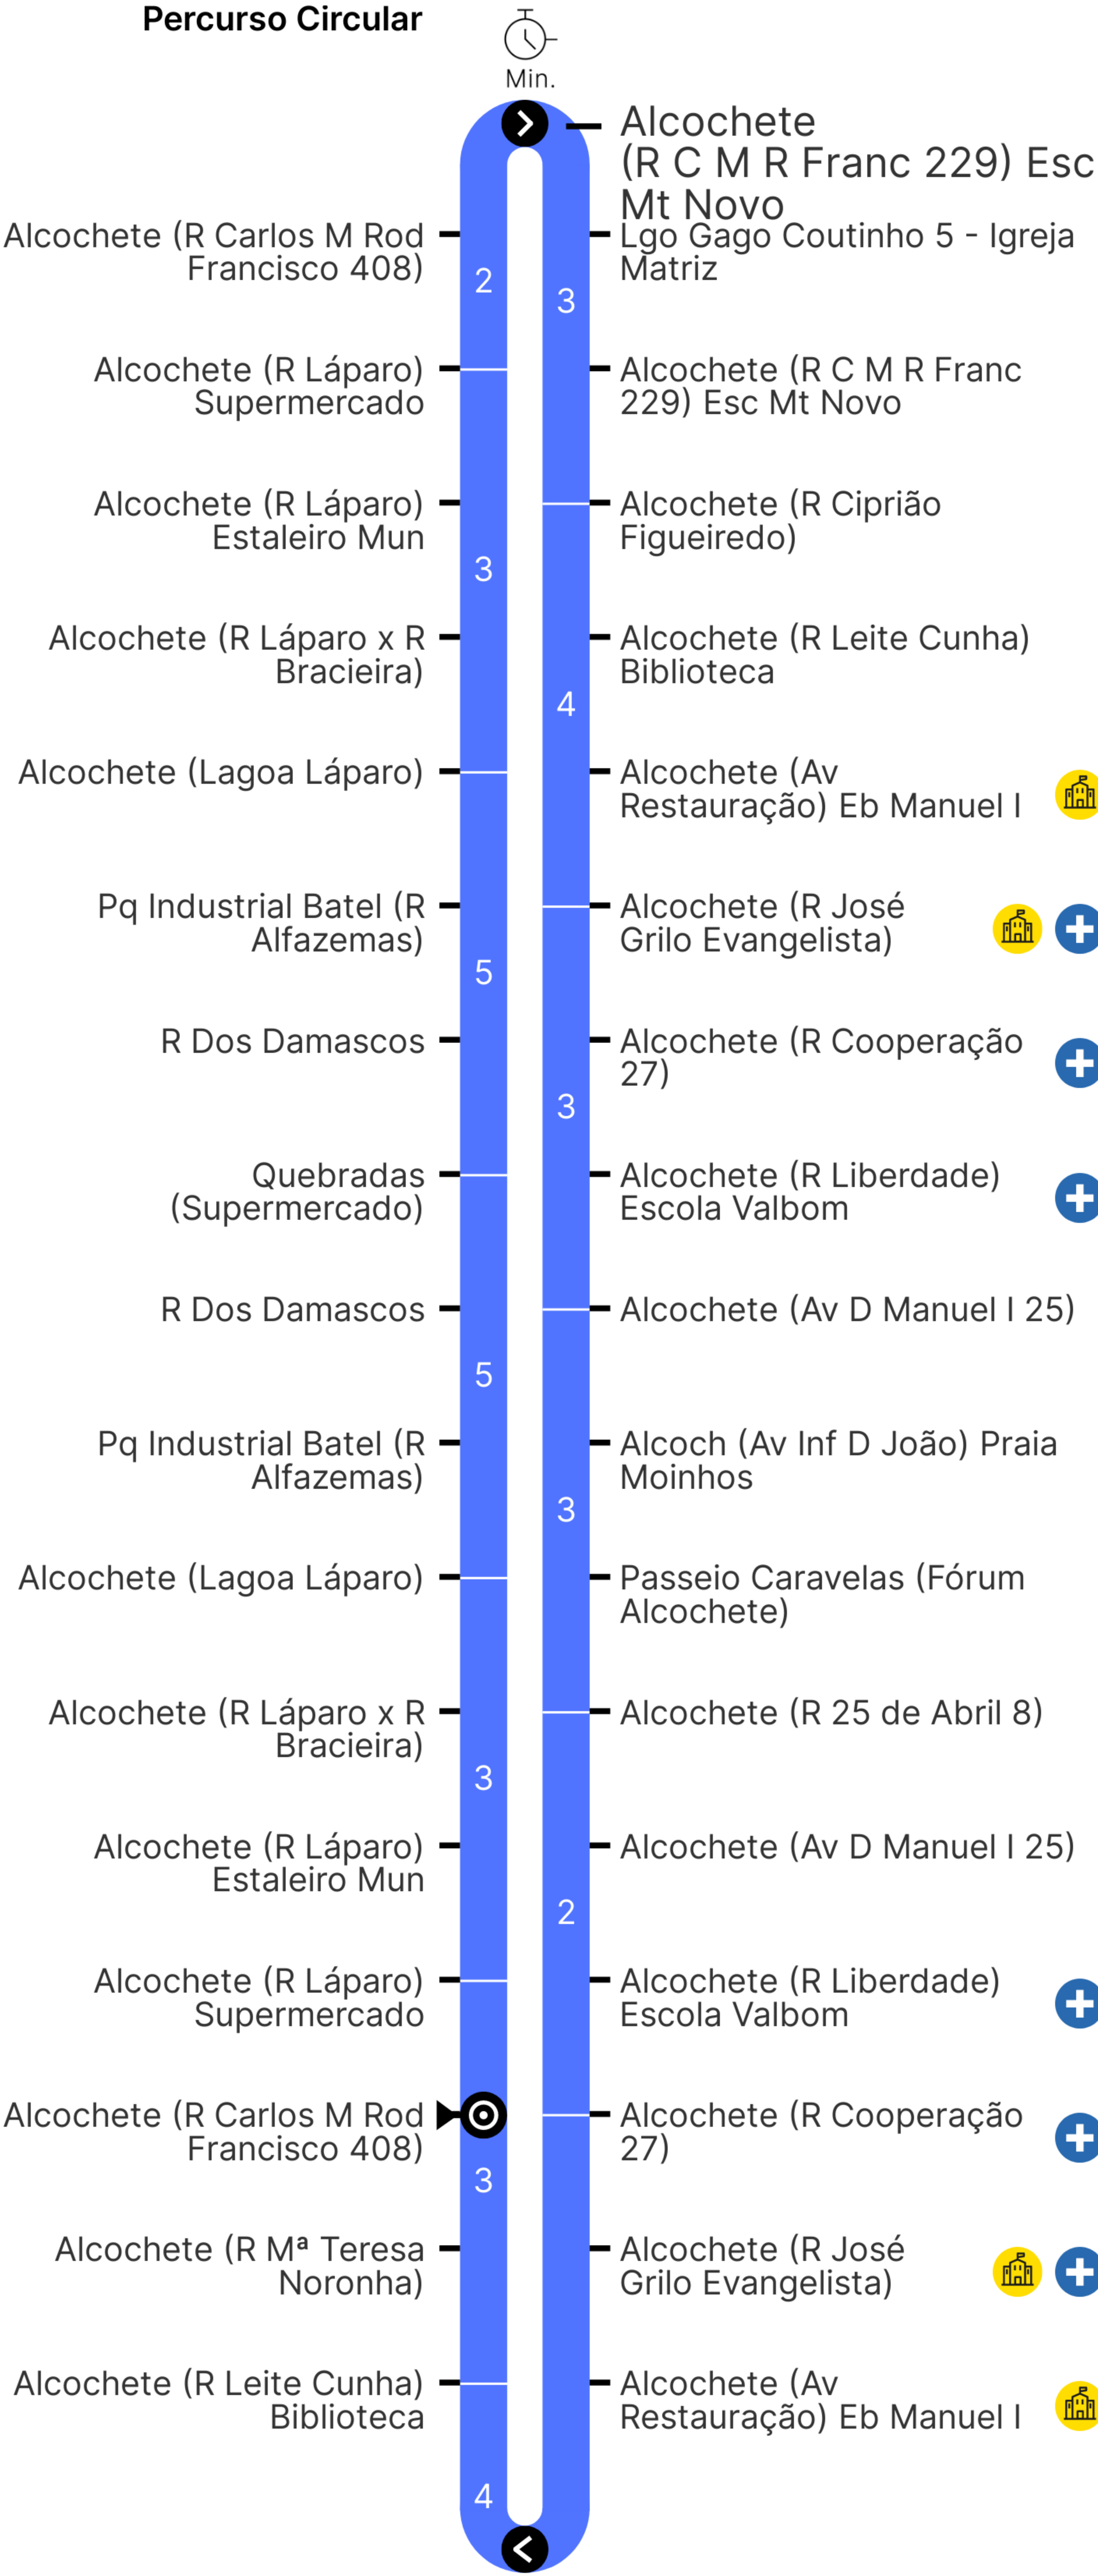 Percurso Circular
Min.
Alcochete
(R C M R Franc 229) Esc
Mt Novo
Lgo Gago Coutinho 5 - Igreja
Matriz
3
Alcochete (R C M R Franc
229) Esc Mt Novo
Alcochete (R Ciprião
Figueiredo)
Alcochete (R Leite Cunha)
Biblioteca
4
Alcochete (Av
Restauração) Eb Manuel I
Alcochete (R José
Grilo Evangelista)
Alcochete (R Cooperação
27)
3
Alcochete (R Liberdade)
Escola Valbom
Alcochete (Av D Manuel I 25)
Alcoch (Av Inf D João) Praia
Moinhos
3
Passeio Caravelas (Fórum
Alcochete)
Alcochete (R 25 de Abril 8)
Alcochete (Av D Manuel I 25)
2
Alcochete (R Liberdade)
Escola Valbom
Alcochete (R Cooperação
27)
Alcochete (R José
Grilo Evangelista)
Alcochete (Av
Restauração) Eb Manuel I
Alcochete (R Carlos M Rod
Francisco 408)
2
Alcochete (R Láparo)
Supermercado
Alcochete (R Láparo)
Estaleiro Mun
3
Alcochete (R Láparo x R
Bracieira)
Alcochete (Lagoa Láparo)
Pq Industrial Batel (R
Alfazemas)
5
R Dos Damascos
Quebradas
(Supermercado)
R Dos Damascos
5
Pq Industrial Batel (R
Alfazemas)
Alcochete (Lagoa Láparo)
Alcochete (R Láparo x R
Bracieira)
3
Alcochete (R Láparo)
Estaleiro Mun
Alcochete (R Láparo)
Supermercado
Alcochete (R Carlos M Rod
Francisco 408)
3
Alcochete (R Mª Teresa
Noronha)
Alcochete (R Leite Cunha)
Biblioteca
4